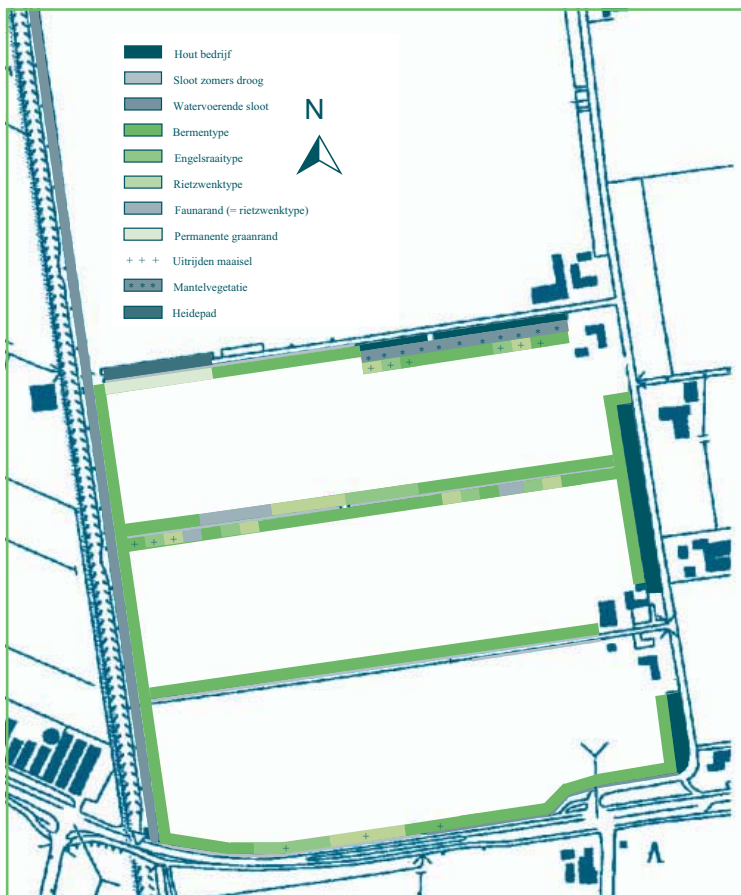 Hout bedrijf
Sloot zomers droog
Watervoerende sloot
N
Bermentype
Engelsraaitype
Rietzwenktype
Faunarand (= rietzwenktype)
Permanente graanrand
+ + + Uitrijden maaisel
* * * Mantelvegetatie
Heidepad